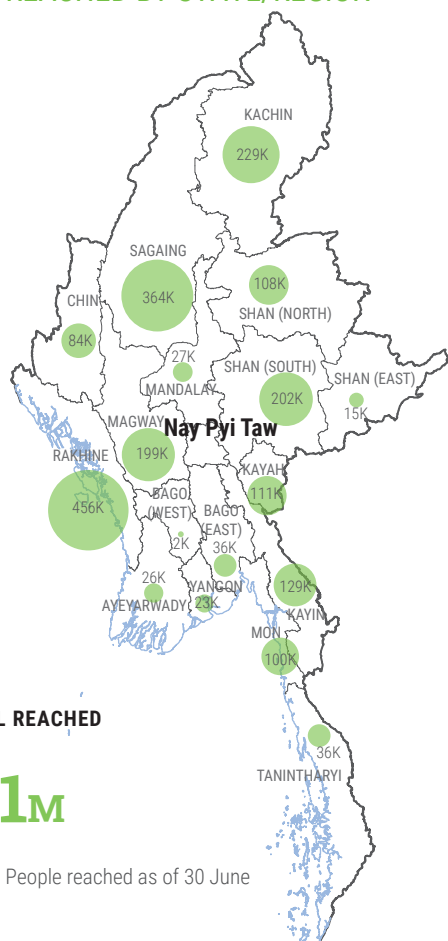 KACHIN
229K
SAGAING
364K
108K
SHAN (NORTH)
CHIN
84K
27K
MANDALAY
SHAN (SOUTH)
202K
SHAN (EAST)
15K
MAGWAY
Nay Pyi Taw
199K
RAKHINE
456K
KAYAH
111K
BAGO
(WEST)
2K
BAGO
(EAST)
36K
26K
AYEYARWADY
YANGON
23K
129K
KAYIN
MON
100K
36K
TANINTHARYI
REACHED
1M
People reached as of 30 June